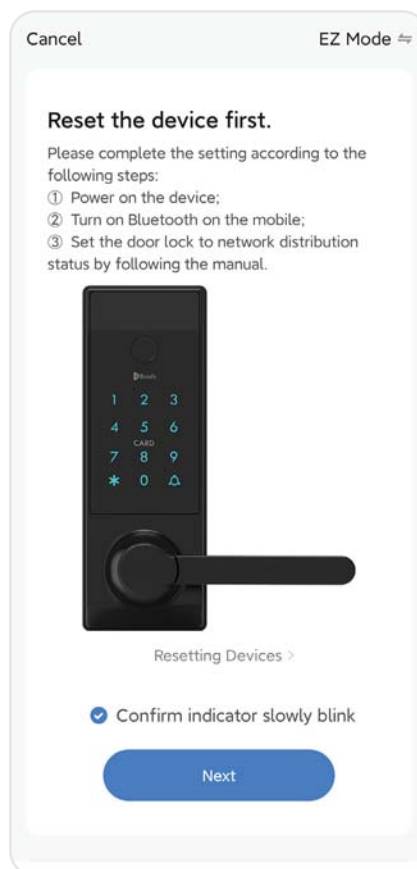 Cancel
EZ Mode
Reset the device first.
Please complete the setting according to the
following steps:
① Power on the device;
② Turn on Bluetooth on the mobile;
③ Set the door lock to network distribution
status by following the manual.
1 2 3
4 5 6
CARD
7 8 9
* 0
Resetting Devices >
Confirm indicator slowly blink
Next